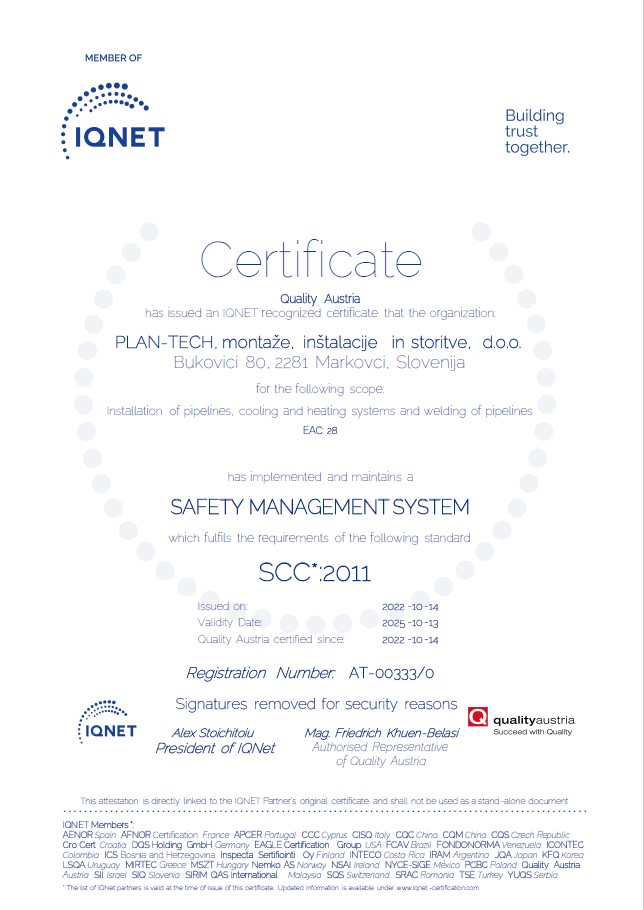 MEMBER OF
IQNET
Building
trust
together.
Certificate
Quality Austria
has issued an IQNET recognized certificate that the organization:
PLAN-TECH, montaže, inštalacije in storitve, d.o.o.
Bukovici 80, 2281 Markovci, Slovenija
for the following scope:
Installation of pipelines, cooling and heating systems and welding of pipelines
EAC: 28
has implemented and maintains a
SAFETY MANAGEMENT SYSTEM
which fulfils the requirements of the following standard
SCC*:2011
Issued on: 2022-10-14
Validity Date: 2025-10-13
Quality Austria certified since: 2022-10-14
Registration Number: AT-00333/0
Signatures removed for security reasons
IQNET
Alex Stoichitoiu
President of IQNet
Mag. Friedrich Khuen-Belasi
Authorised Representative
of Quality Austria
qualityaustria
Succeed with Quality
This attestation is directly linked to the IQNET Partner's original certificate and shall not be used as a stand-alone document
IQNET Members*:
AENOR Spain AFNOR Certification France APCER Portugal CCC Cyprus CISQ Italy CQC China CQM China CQS Czech Republic
Cro Cert Croatia DQS Holding GmbH Germany EAGLE Certification Group USA FCAV Brazil FONDONORMA Venezuela ICONTEC
Colombia ICS Bosnia and Herzegovina Inspecta Sertifiointi Oy Finland INTECO Costa Rica IRAM Argentina JQA Japan KFQ Korea
LSQA Uruguay MIRTEC Greece MSZT Hungary Nemko AS Norway NSAI Ireland NYCE-SIGE México PCBC Poland Quality Austria
Austria SII Israel SIQ Slovenia SIRIM QAS International Malaysia SQS Switzerland SRAC Romania TSE Turkey YUQS Serbia
* The list of IQNet partners is valid at the time of issue of this certificate. Updated information is available under www.iqnet-certification.com